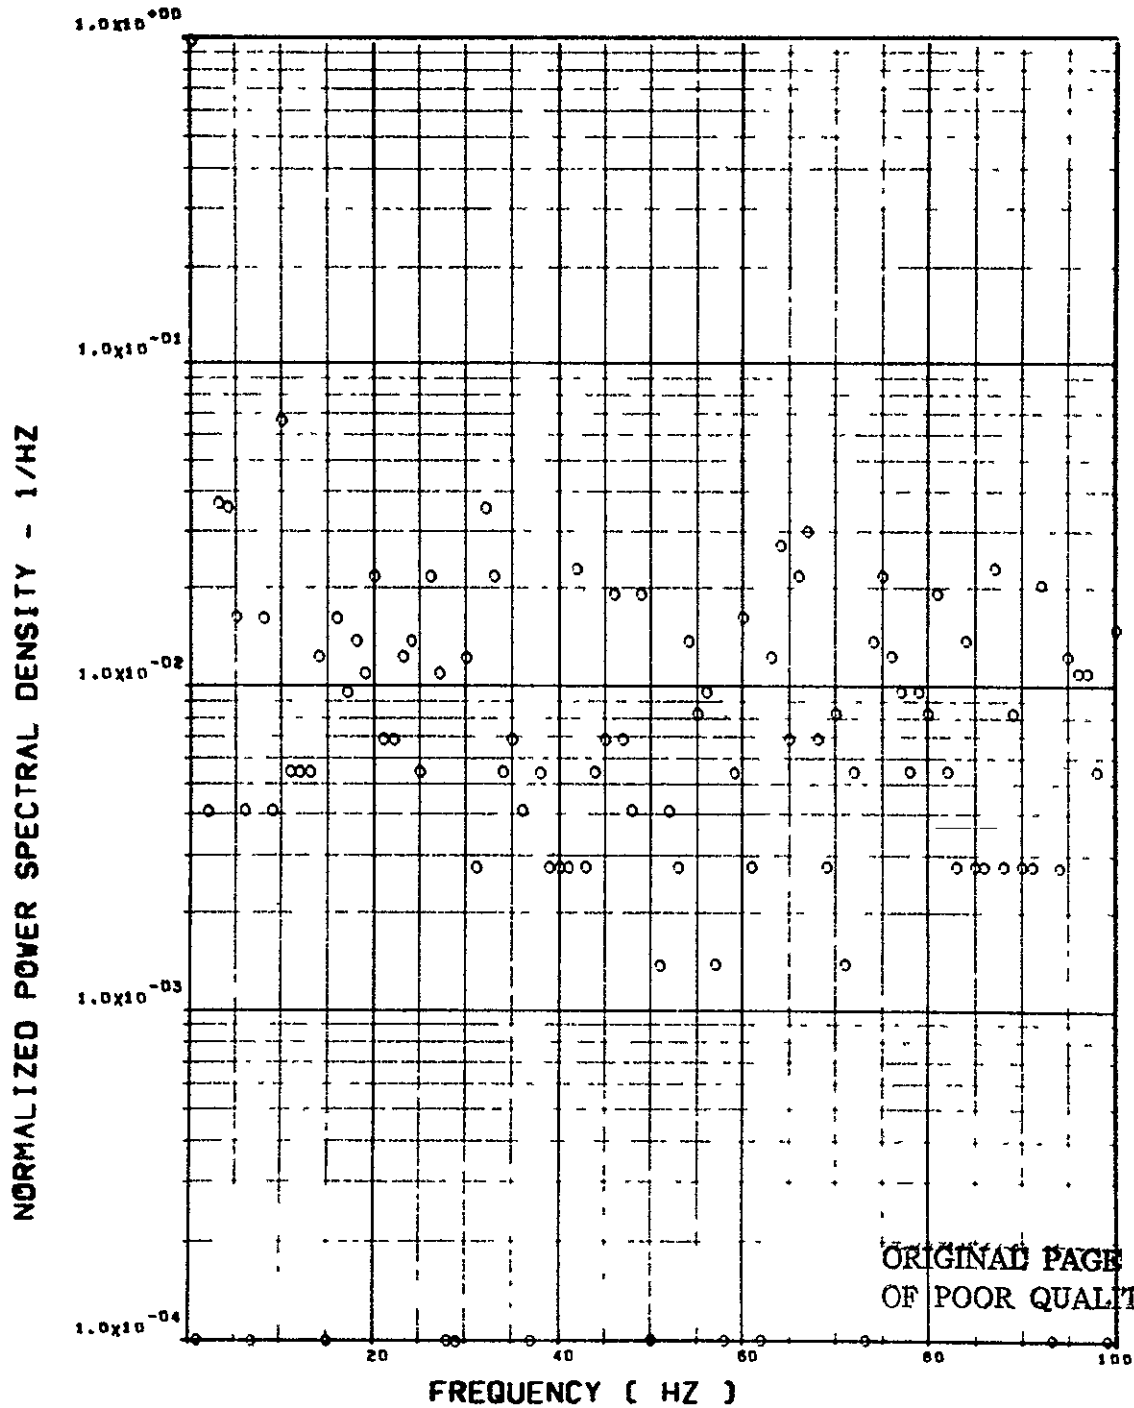 1.0X10+00
1.0X10-01
1.0X10-02
1.0X10-03
1.0X10-04
NORMALIZED POWER SPECTRAL DENSITY - 1/HZ
ORIGINAL PAGE
OF POOR QUALIT
20 40 60 80 100
FREQUENCY ( HZ )